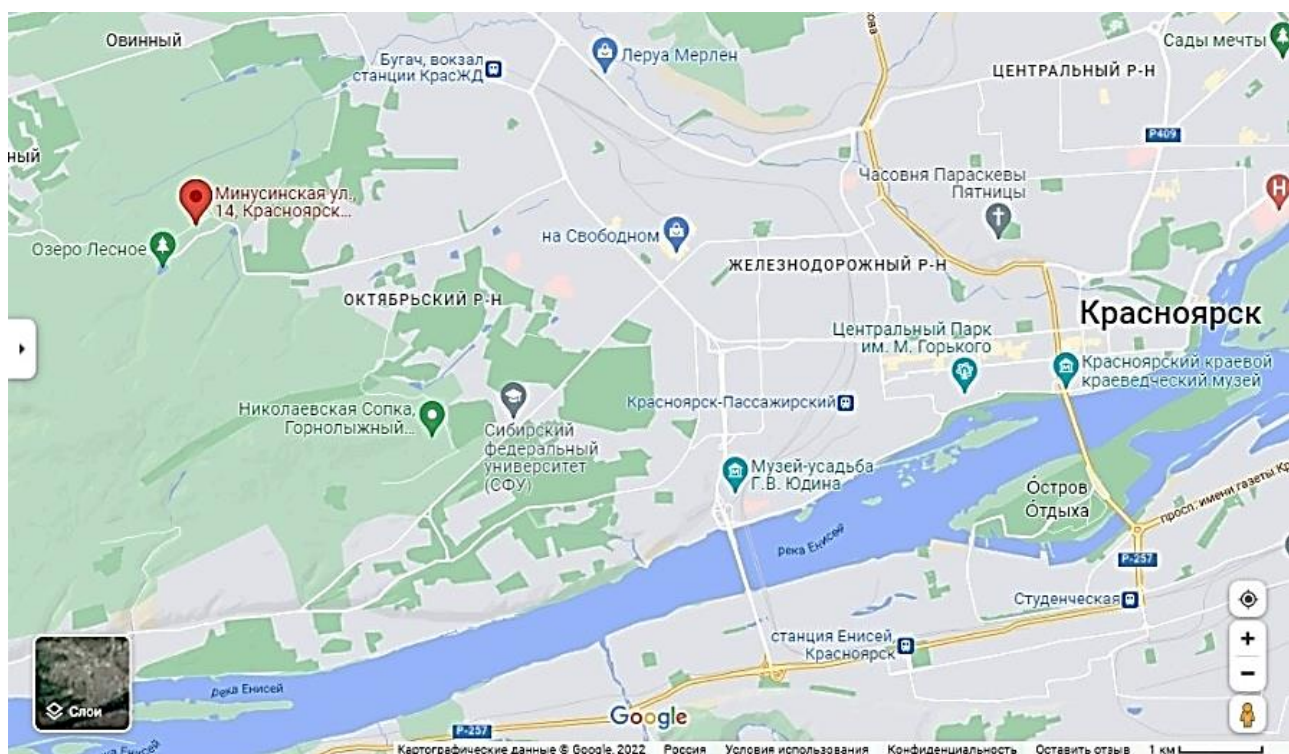 Овинный
Бугач, вокзал
станции КрасЖД
Леруа Мерлен
Сады мечты
ЦЕНТРАЛЬНЫЙ Р-Н
Р409
ный
Минусинская ул.,
14, Красноярск...
Часовня Параскевы
Пятницы
H
Озеро Лесное
на Свободном
ЖЕЛЕЗНОДОРОЖНЫЙ Р-Н
ОКТЯБРЬСКИЙ Р-Н
Красноярск
Центральный Парк
им. М. Горького
Красноярский краевой
краеведческий музей
Красноярск-Пассажирский
Николаевская Сопка,
Горнолыжный...
Сибирский
федеральный
университет
(СФУ)
Музей-усадьба
Г.В. Юдина
Остров
Отдыха
просп. имени газеты Кр
река Енисей
Р-257
Студенческая
станция Енисей,
Красноярск
река Енисей
Слои
Google
Р-257
Енисей
Картографические данные © Google, 2022 Россия Условия использования Конфиденциальность Оставить отзыв 1 км